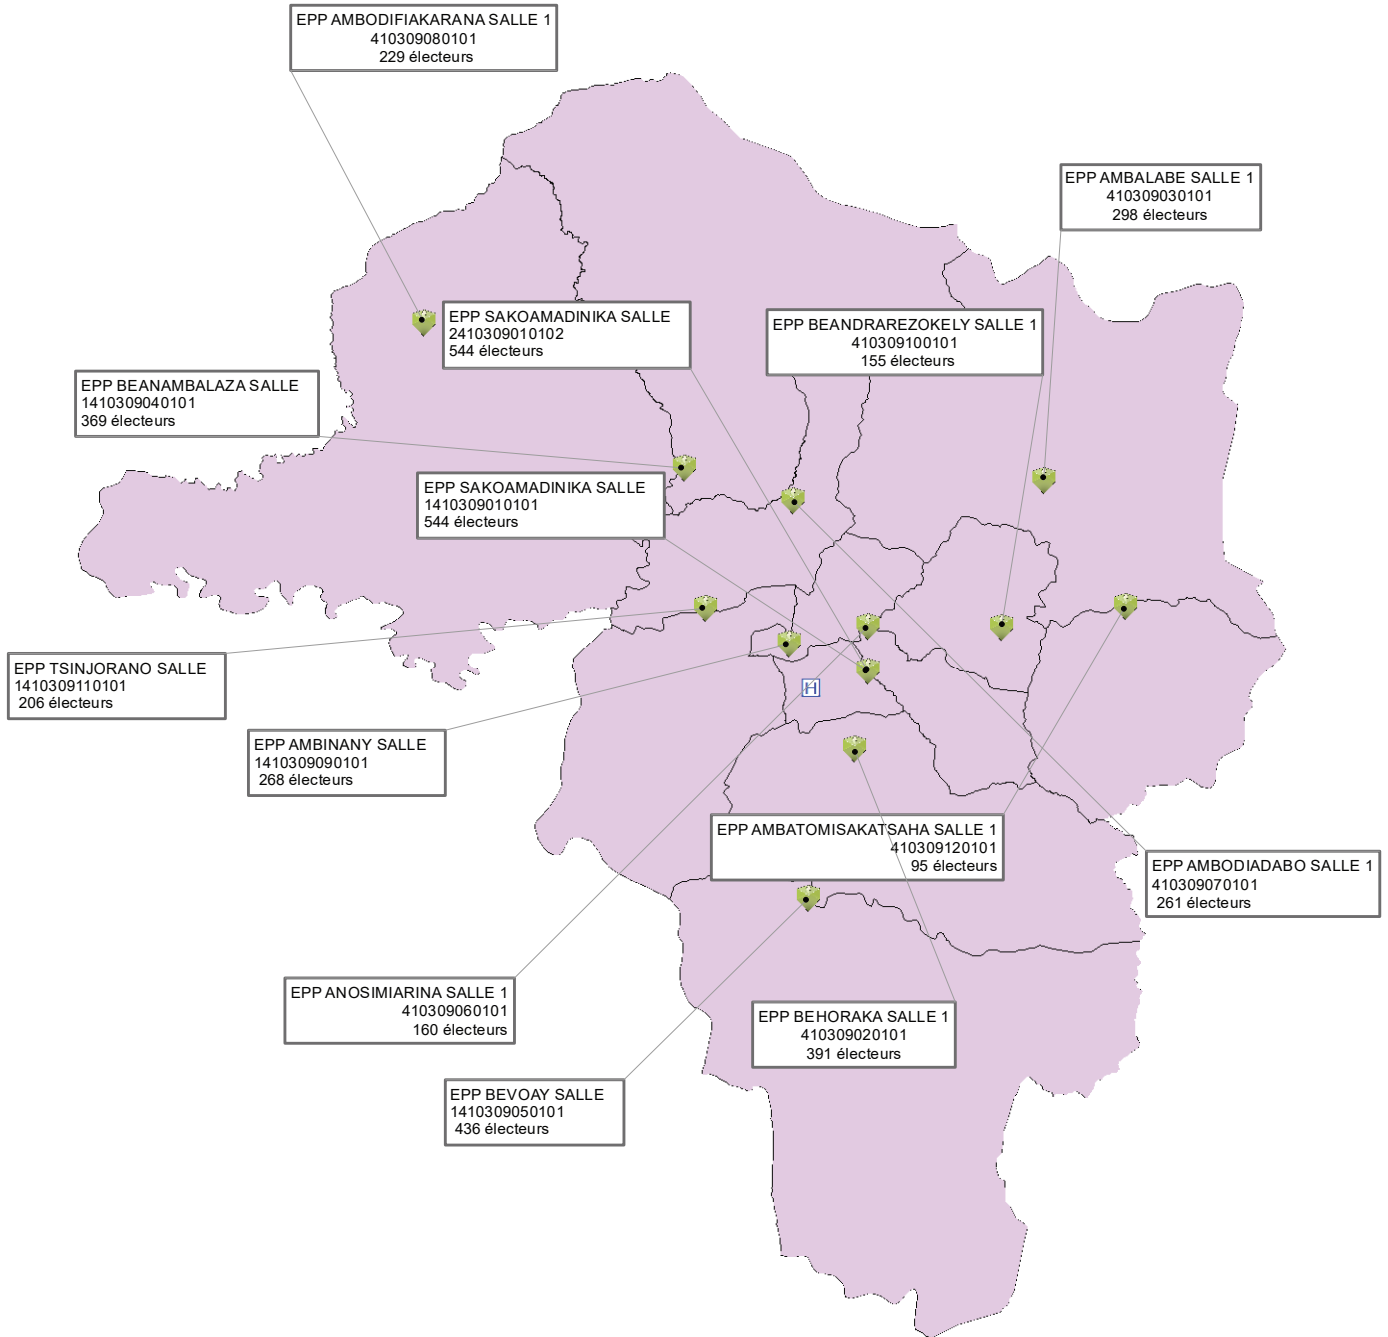 EPP AMBODIFIAKARANA SALLE 1
410309080101
229 électeurs
EPP AMBALABE SALLE 1
410309030101
298 électeurs
EPP SAKOAMADINIKA SALLE
2410309010102
544 électeurs
EPP BEANDRAREZOKELY SALLE 1
410309100101
155 électeurs
EPP BEANAMBALAZA SALLE
1410309040101
369 électeurs
EPP SAKOAMADINIKA SALLE
1410309010101
544 électeurs
EPP TSINJORANO SALLE
1410309110101
206 électeurs
H
EPP AMBINANY SALLE
1410309090101
268 électeurs
EPP AMBATOMISAKATSAHA SALLE 1
410309120101
95 électeurs
EPP AMBODIADABO SALLE 1
410309070101
261 électeurs
EPP ANOSIMIARINA SALLE 1
410309060101
160 électeurs
EPP BEHORAKA SALLE 1
410309020101
391 électeurs
EPP BEVOAY SALLE
1410309050101
436 électeurs